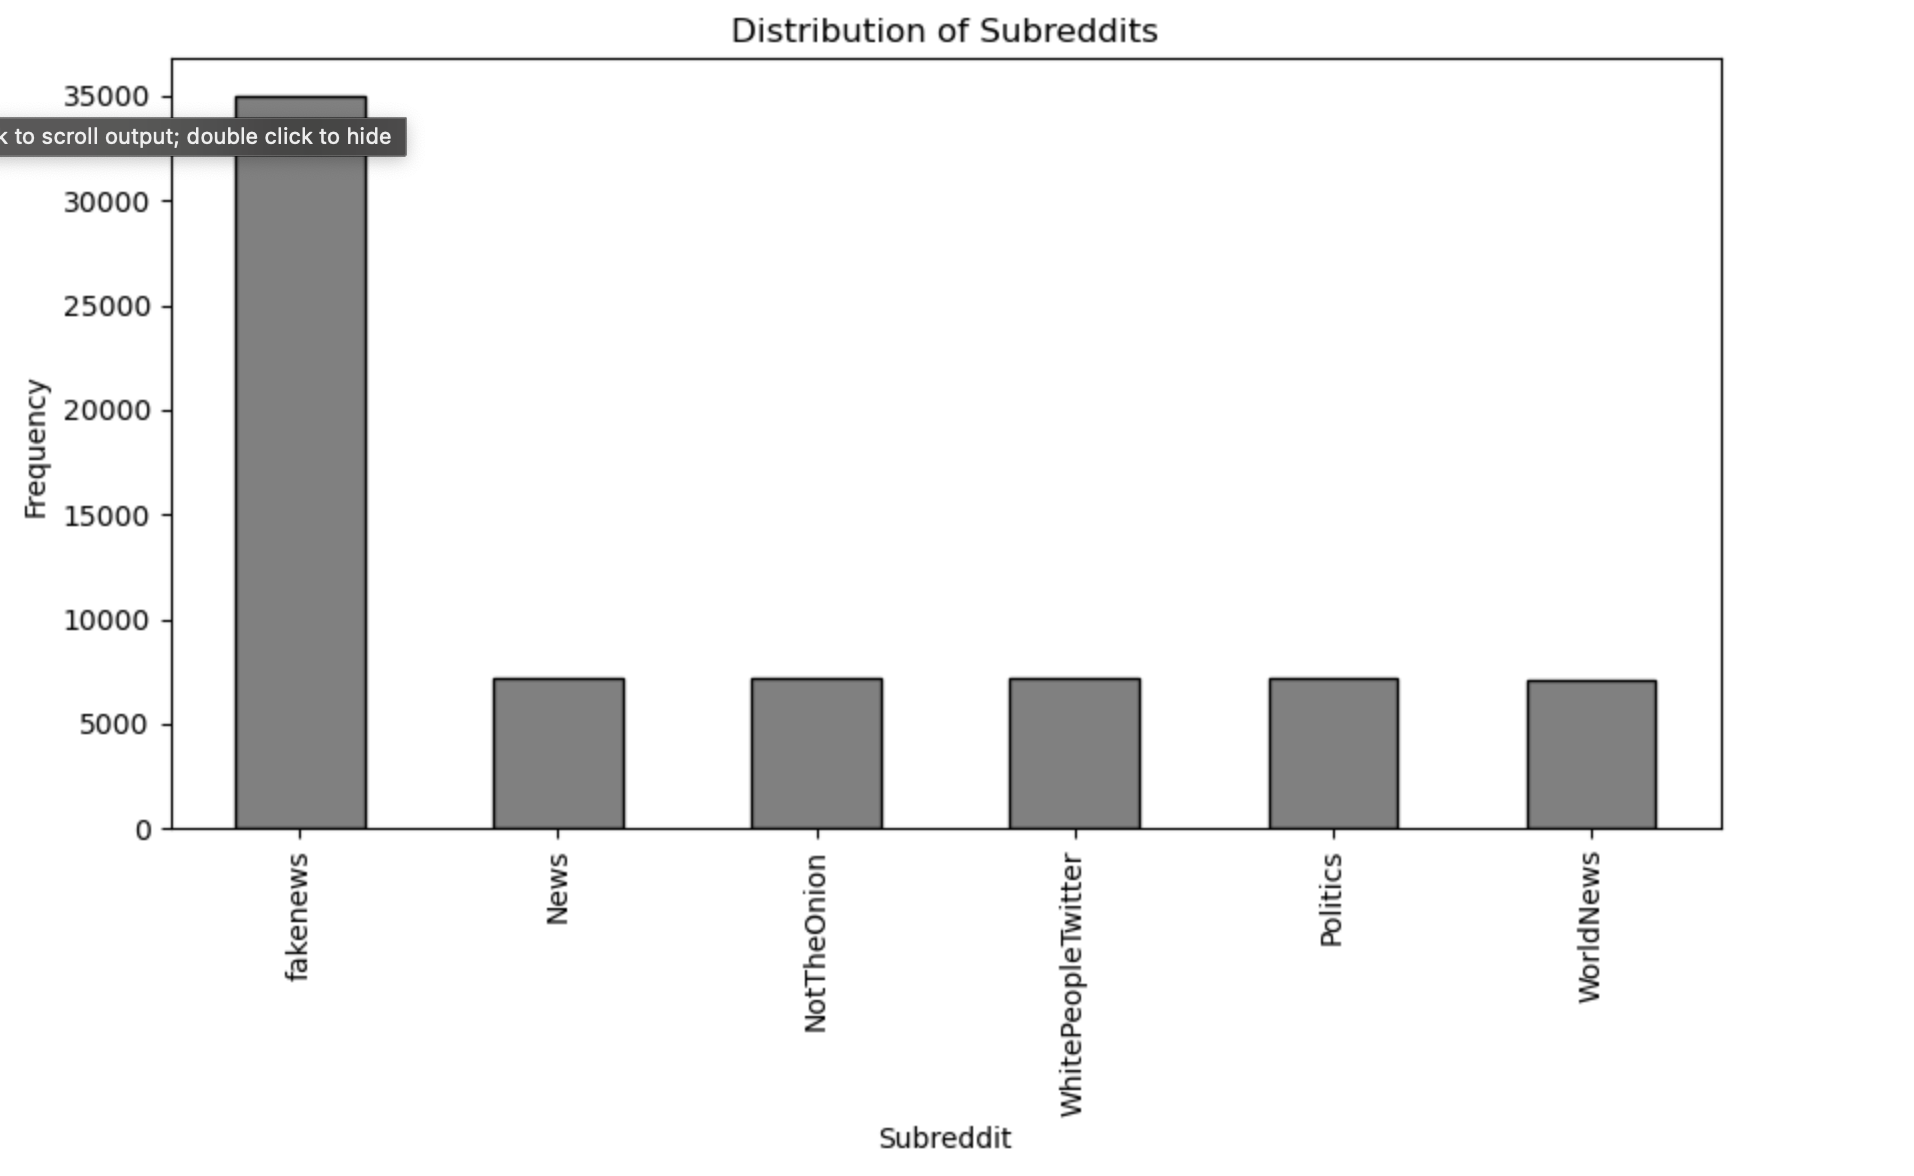 Distribution of Subreddits
35000
k to scroll output; double click to hide
30000
25000
20000
15000
10000
5000
0
Frequency
fakenews
News
NotTheOnion
WhitePeopleTwitter
Politics
WorldNews
Subreddit